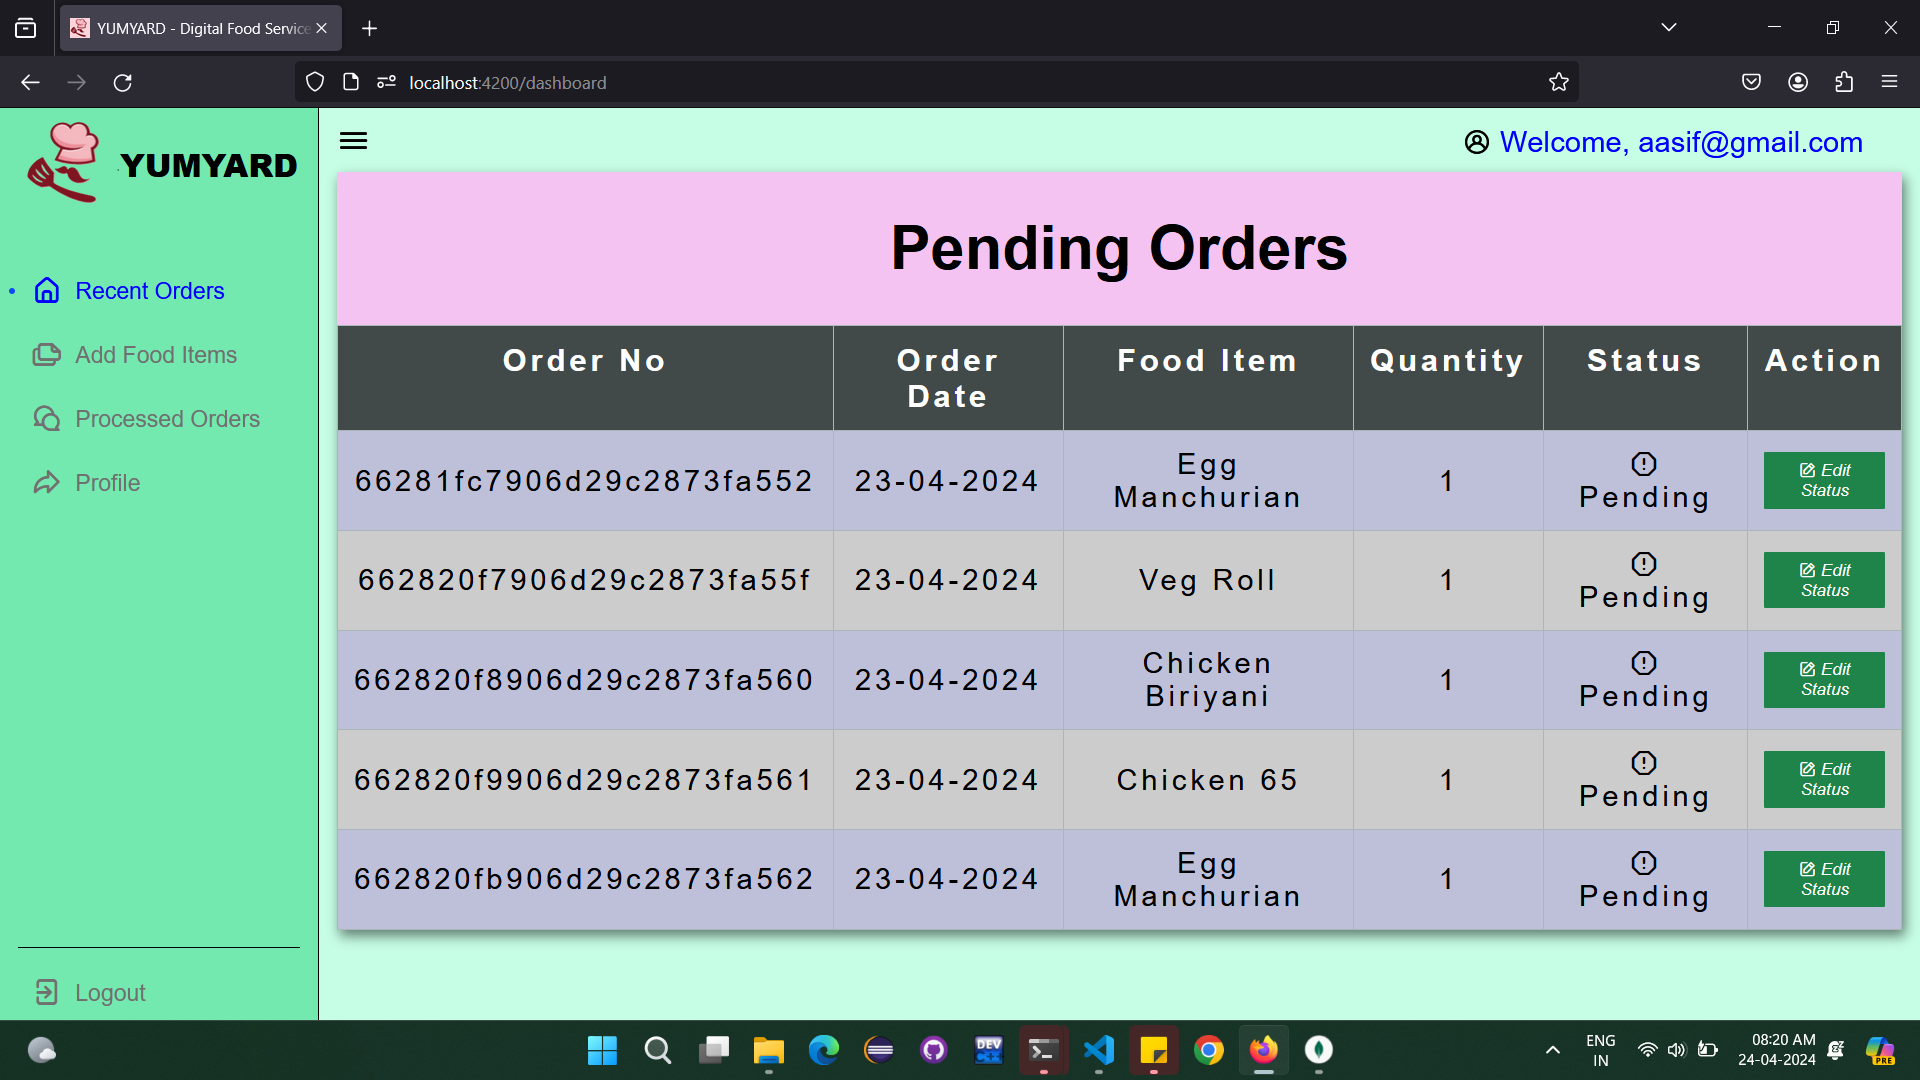 YUMYARD - Digital Food Service
localhost:4200/dashboard
YUMYARD
Welcome, aasif@gmail.com
Recent Orders
Add Food Items
Processed Orders
Profile
Logout
Pending Orders
Order No
Order
Date
Food Item
Quantity
Status
Action
66281fc7906d29c2873fa552
23-04-2024
Egg
Manchurian
1
Pending
Edit
Status
662820f7906d29c2873fa55f
23-04-2024
Veg Roll
1
Pending
Edit
Status
662820f8906d29c2873fa560
23-04-2024
Chicken
Biriyani
1
Pending
Edit
Status
662820f9906d29c2873fa561
23-04-2024
Chicken 65
1
Pending
Edit
Status
662820fb906d29c2873fa562
23-04-2024
Egg
Manchurian
1
Pending
Edit
Status
DEV
C++
ENG
IN
08:20 AM
24-04-2024
PRE